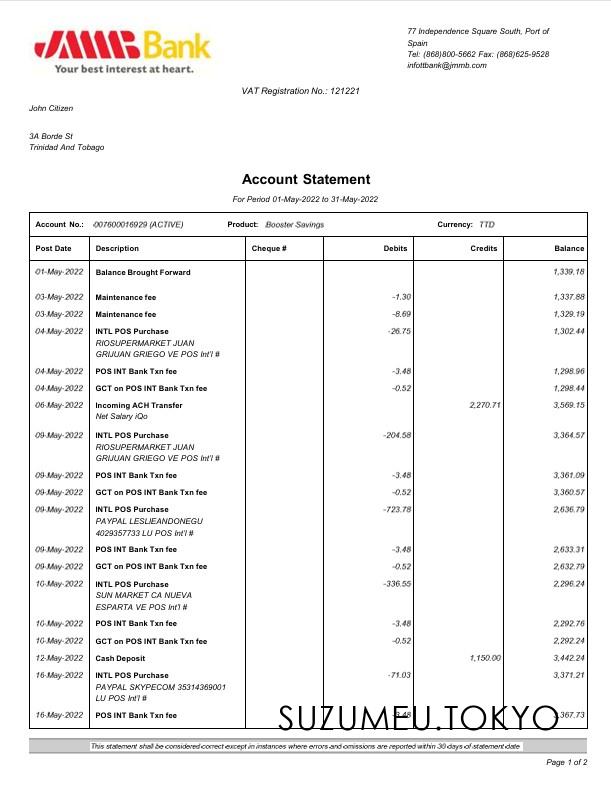 JMMB Bank
Your best interest at heart.
77 Independence Square South, Port of
Spain
Tel: (868)800-5662 Fax: (868)625-9528
infottbank@jmmb.com
VAT Registration No.: 121221
John Citizen
3A Borde St
Trinidad And Tobago
Account Statement
For Period 01-May-2022 to 31-May-2022
Account No.: 007600016929 (ACTIVE) Product: Booster Savings Currency: TTD
Post Date Description Cheque # Debits Credits Balance
01-May-2022 Balance Brought Forward 1,339.18
03-May-2022 Maintenance fee -1.30 1,337.88
03-May-2022 Maintenance fee -8.69 1,329.19
04-May-2022 INTL POS Purchase -26.75 1,302.44
RIOSUPERMARKET JUAN
GRIJUAN GRIEGO VE POS Int'l #
04-May-2022 POS INT Bank Txn fee -3.48 1,298.96
04-May-2022 GCT on POS INT Bank Txn fee -0.52 1,298.44
06-May-2022 Incoming ACH Transfer 2,270.71 3,569.15
Net Salary iQo
09-May-2022 INTL POS Purchase -204.58 3,364.57
RIOSUPERMARKET JUAN
GRIJUAN GRIEGO VE POS Int'l #
09-May-2022 POS INT Bank Txn fee -3.48 3,361.09
09-May-2022 GCT on POS INT Bank Txn fee -0.52 3,360.57
09-May-2022 INTL POS Purchase -723.78 2,636.79
PAYPAL LESLIEANDONEGU
4029357733 LU POS Int'l #
09-May-2022 POS INT Bank Txn fee -3.48 2,633.31
09-May-2022 GCT on POS INT Bank Txn fee -0.52 2,632.79
10-May-2022 INTL POS Purchase -336.55 2,296.24
SUN MARKET CA NUEVA
ESPARTA VE POS Int'l #
10-May-2022 POS INT Bank Txn fee -3.48 2,292.76
10-May-2022 GCT on POS INT Bank Txn fee -0.52 2,292.24
12-May-2022 Cash Deposit 1,150.00 3,442.24
16-May-2022 INTL POS Purchase -71.03 3,371.21
PAYPAL SKYPECOM 35314369001
LU POS Int'l #
16-May-2022 POS INT Bank Txn fee -3.48 3,367.73
SUZUMEU.TOKYO
This statement shall be considered correct except in instances where errors and omissions are reported within 30 days of statement date
Page 1 of 2